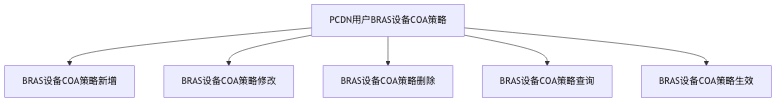 PCDN用户BRAS设备COA策略
BRAS设备COA策略新增
BRAS设备COA策略修改
BRAS设备COA策略删除
BRAS设备COA策略查询
BRAS设备COA策略生效